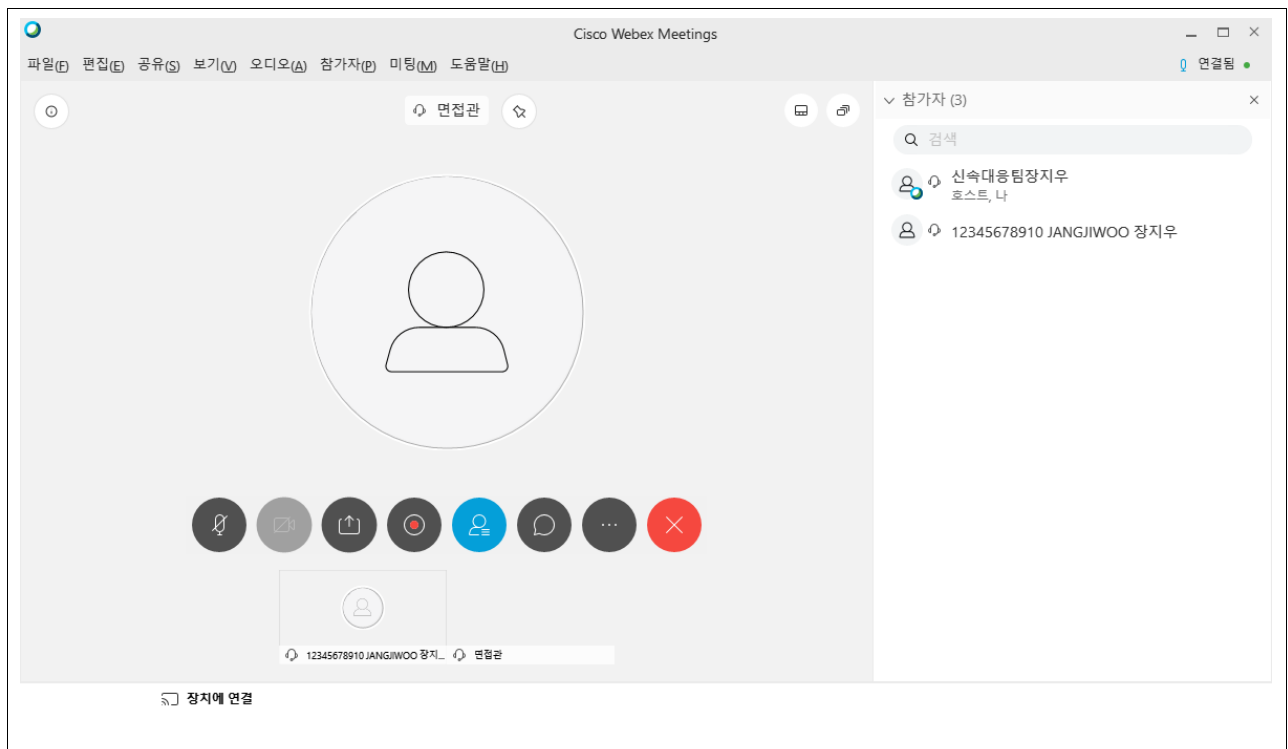 Cisco Webex Meetings
파일(F) 편집(E) 공유(S) 보기(V) 오디오(A) 참가자(P) 미팅(M) 도움말(H)
연결됨
면접관
참가자 (3)
검색
신속대응팀장지우
호스트, 나
12345678910 JANGJIWOO 장지우
12345678910 JANGJIWOO 장지... 면접관
장치에 연결